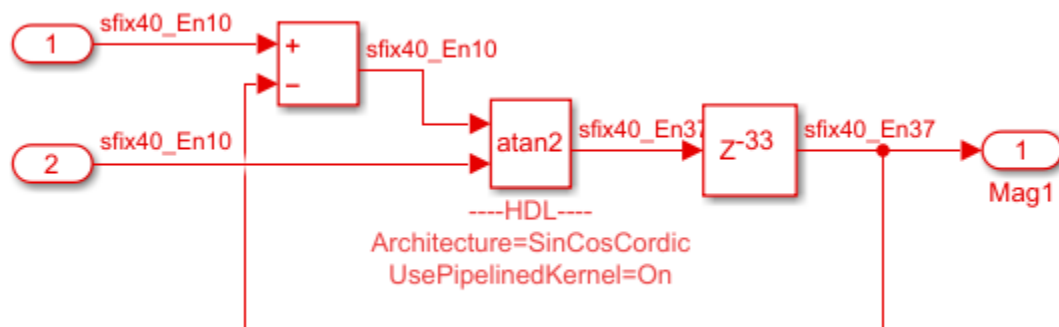 sfix40_En10
1
+
−
sfix40_En10
sfix40_En10
2
atan2
sfix40_En37
Z-33
sfix40_En37
1
Mag1
----HDL----
Architecture=SinCosCordic
UsePipelinedKernel=On